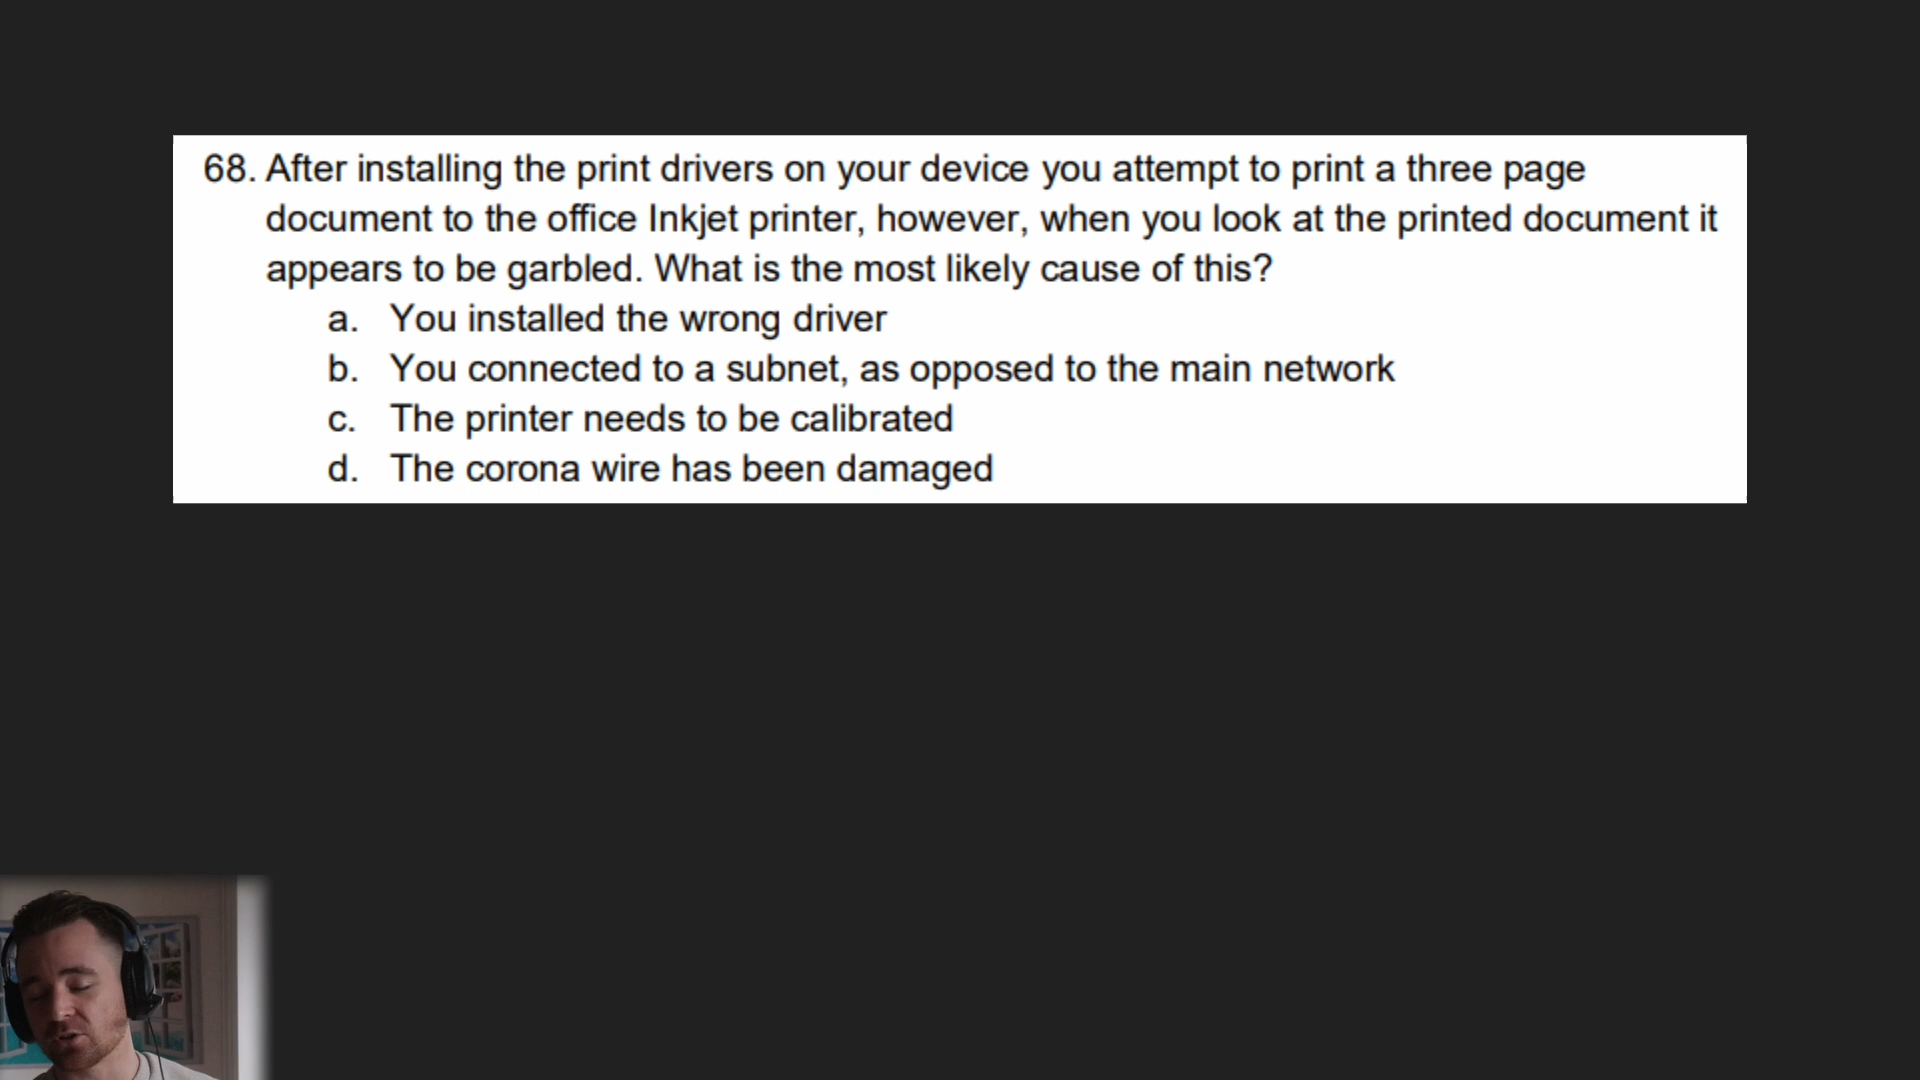 68. After installing the print drivers on your device you attempt to print a three page
document to the office Inkjet printer, however, when you look at the printed document it
appears to be garbled. What is the most likely cause of this?
a. You installed the wrong driver
b. You connected to a subnet, as opposed to the main network
c. The printer needs to be calibrated
d. The corona wire has been damaged